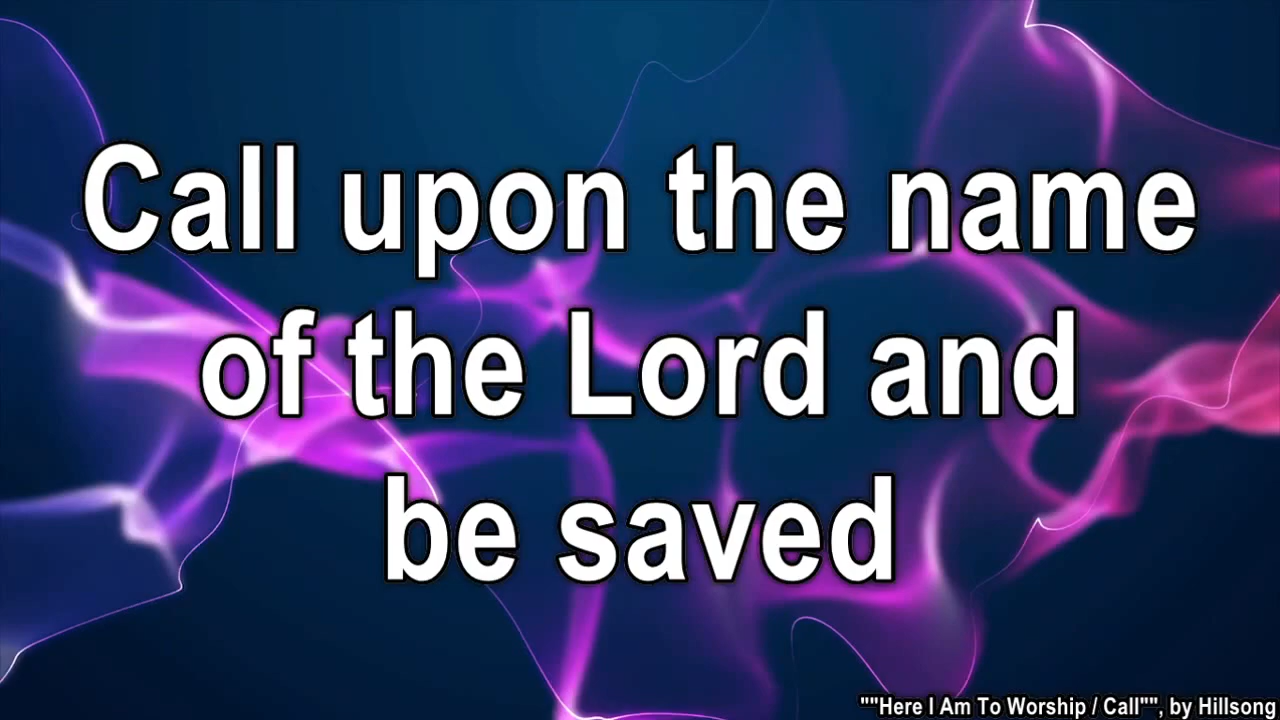 Call upon the name
of the Lord and
be saved
""Here I Am To Worship / Call"", by Hillsong